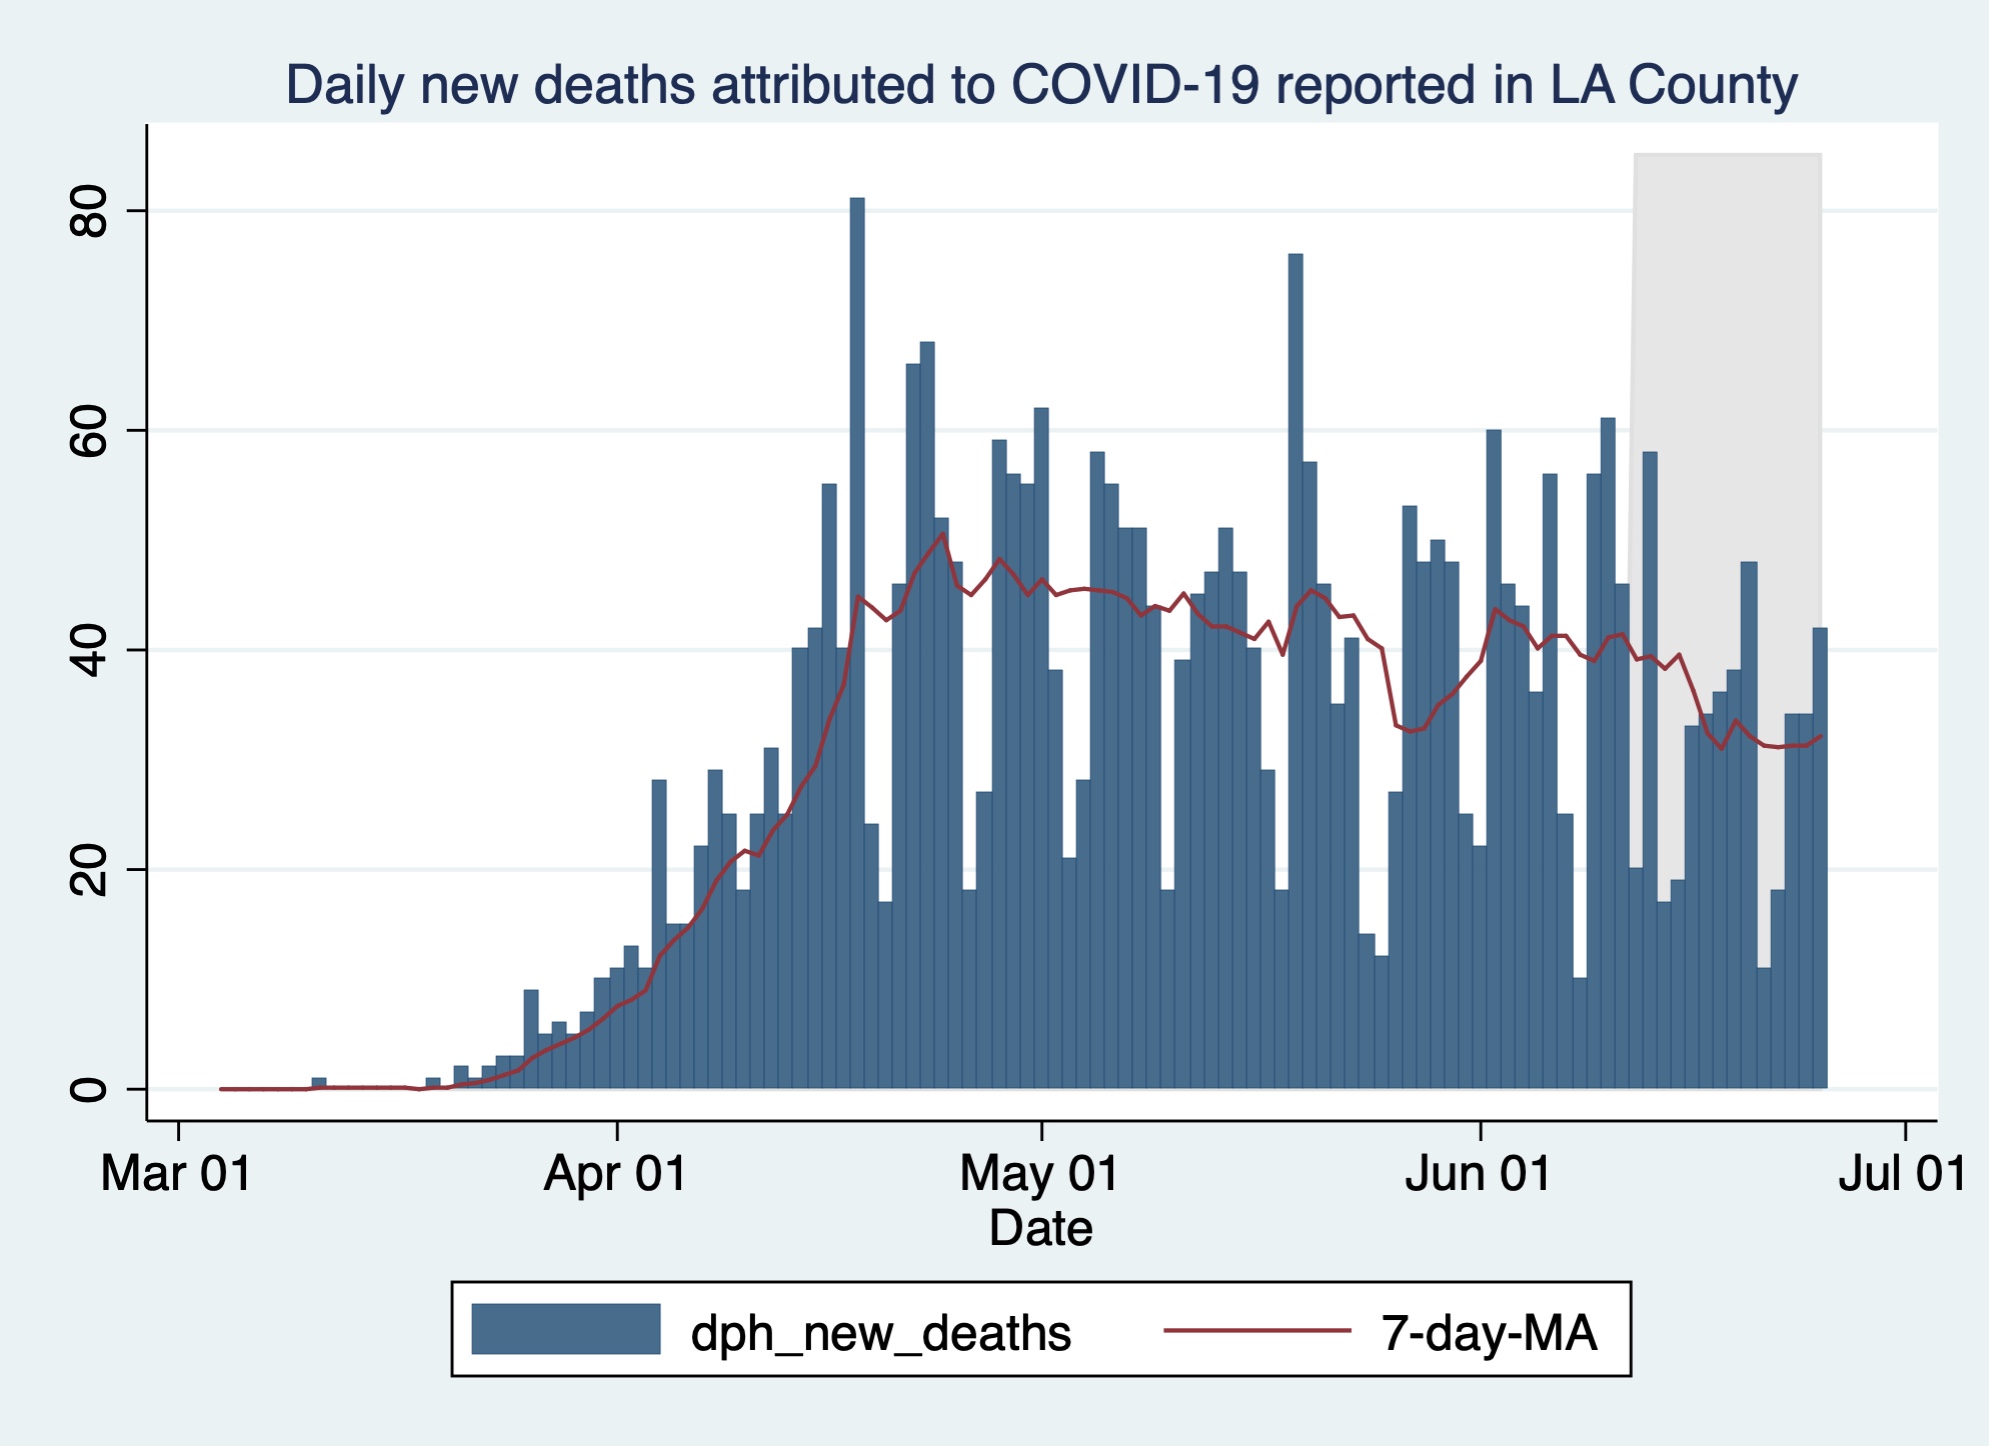 Daily new deaths attributed to COVID-19 reported in LA County
80
60
40
20
0
Mar 01 Apr 01 May 01 Jun 01 Jul 01
Date
dph_new_deaths 7-day-MA